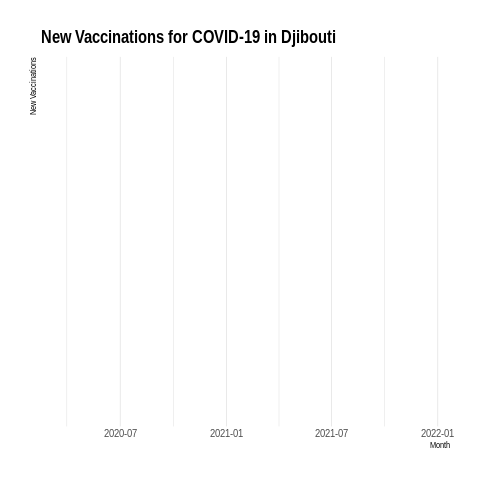 New Vaccinations for COVID-19 in Djibouti
New Vaccinations
2020-07 2021-01 2021-07 2022-01
Month